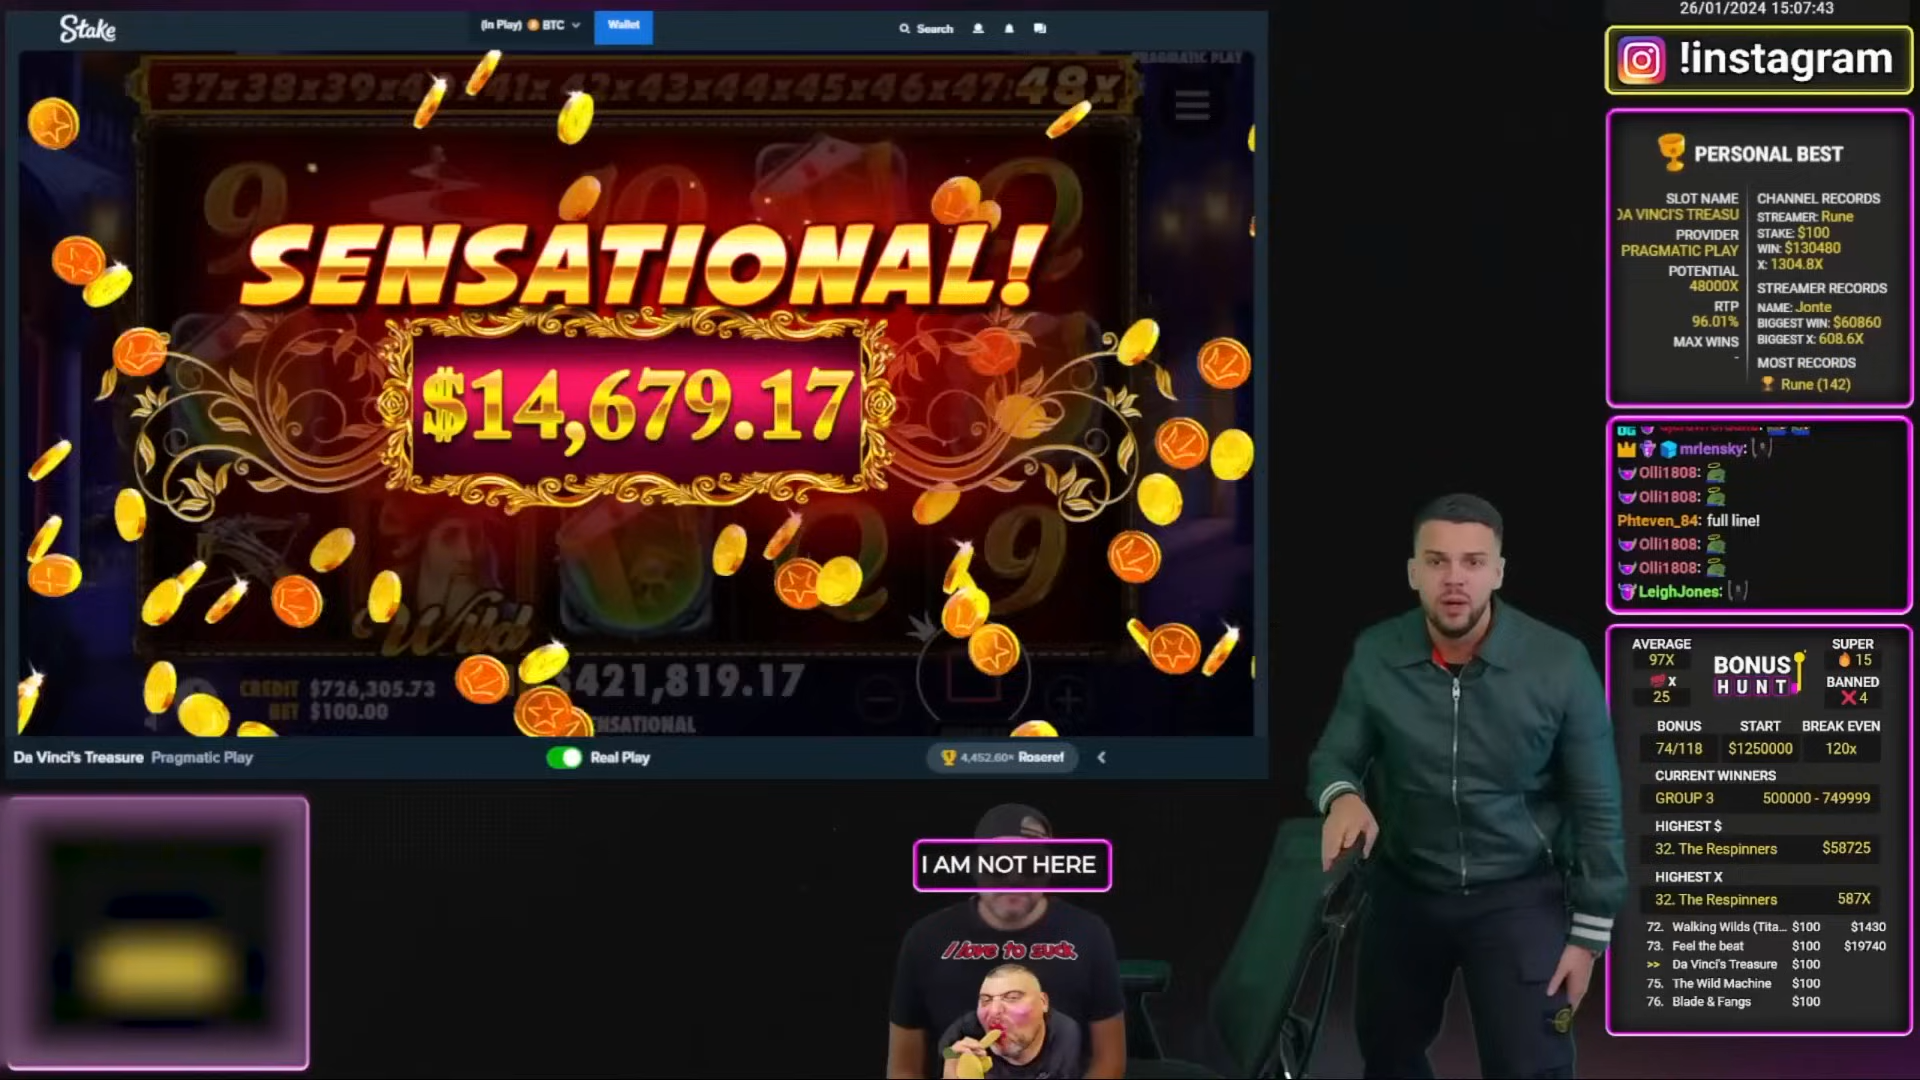 Stake
(In Play) BTC
Wallet
Search
26/01/2024 15:07:43
!instagram
PRAGMATIC PLAY
37x38x39x40x41x 42x43x44x45x46x47x48x
SENSATIONAL!
$14,679.17
Wild
CREDIT $726,305.73
BET $100.00
$421,819.17
SENSATIONAL
Da Vinci's Treasure Pragmatic Play
Real Play
4,452.60x Roseref
PERSONAL BEST
SLOT NAME
DA VINCI'S TREASU
PROVIDER
PRAGMATIC PLAY
POTENTIAL
48000X
RTP
96.01%
MAX WINS
-
CHANNEL RECORDS
STREAMER: Rune
STAKE: $100
WIN: $130480
X: 1304.8X
STREAMER RECORDS
NAME: Jonte
BIGGEST WIN: $60860
BIGGEST X: 608.6X
MOST RECORDS
Rune (142)
mrlensky:
Olli1808:
Olli1808:
Phteven_84: full line!
Olli1808:
Olli1808:
LeighJones:
AVERAGE
97X
X
25
BONUS
HUNT
SUPER
15
BANNED
4
BONUS START BREAK EVEN
74/118 $1250000 120x
CURRENT WINNERS
GROUP 3 500000 - 749999
HIGHEST $
32. The Respinners $58725
HIGHEST X
32. The Respinners 587X
72. Walking Wilds (Tita... $100 $1430
73. Feel the beat $100 $19740
>> Da Vinci's Treasure $100
75. The Wild Machine $100
76. Blade & Fangs $100
I AM NOT HERE
I love to suck